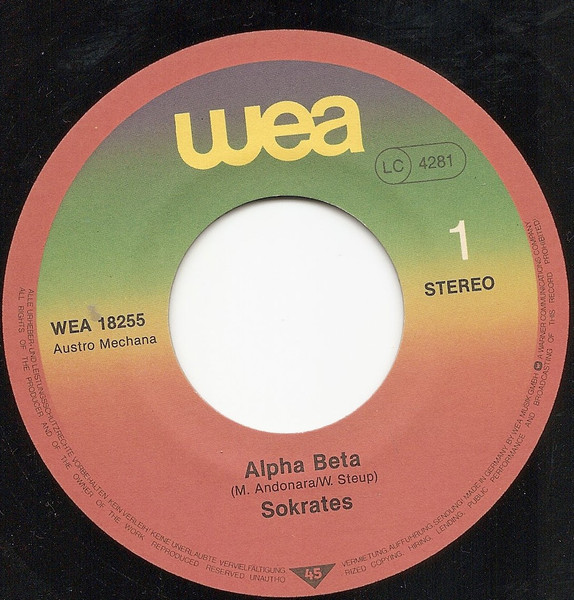 wea
LC 4281
1
STEREO
WEA 18255
Austro Mechana
Alpha Beta
(M. Andonara/W. Steup)
Sokrates
45
ALLE URHEBER- UND LEISTUNGSSCHUTZRECHTE VORBEHALTEN. KEIN VERLEIH! KEINE UNERLAUBTE VERVIELFÄLTIGUNG, VERMIETUNG, AUFFÜHRUNG, SENDUNG! MADE IN GERMANY BY WEA MUSIK GMBH A WARNER COMMUNICATIONS COMPANY
ALL RIGHTS OF THE PRODUCER AND OF THE OWNER OF THE WORK REPRODUCED RESERVED. UNAUTHORIZED COPYING, HIRING, LENDING, PUBLIC PERFORMANCE AND BROADCASTING OF THIS RECORD PROHIBITED!